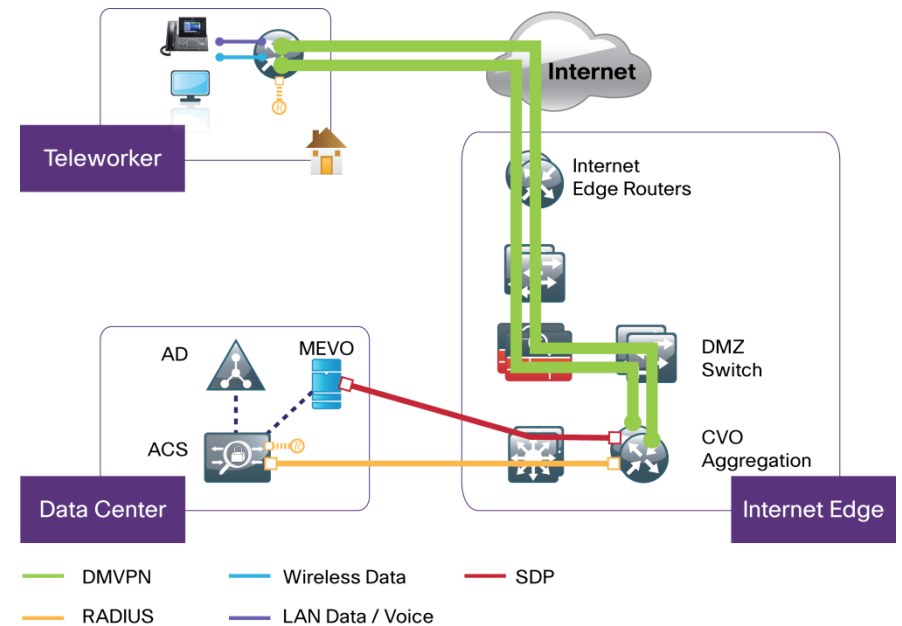 Internet
Teleworker
R
Internet
Edge Routers
AD
MEVO
DMZ
Switch
ACS
R
CVO
Aggregation
Data Center
Internet Edge
DMVPN
Wireless Data
SDP
RADIUS
LAN Data / Voice